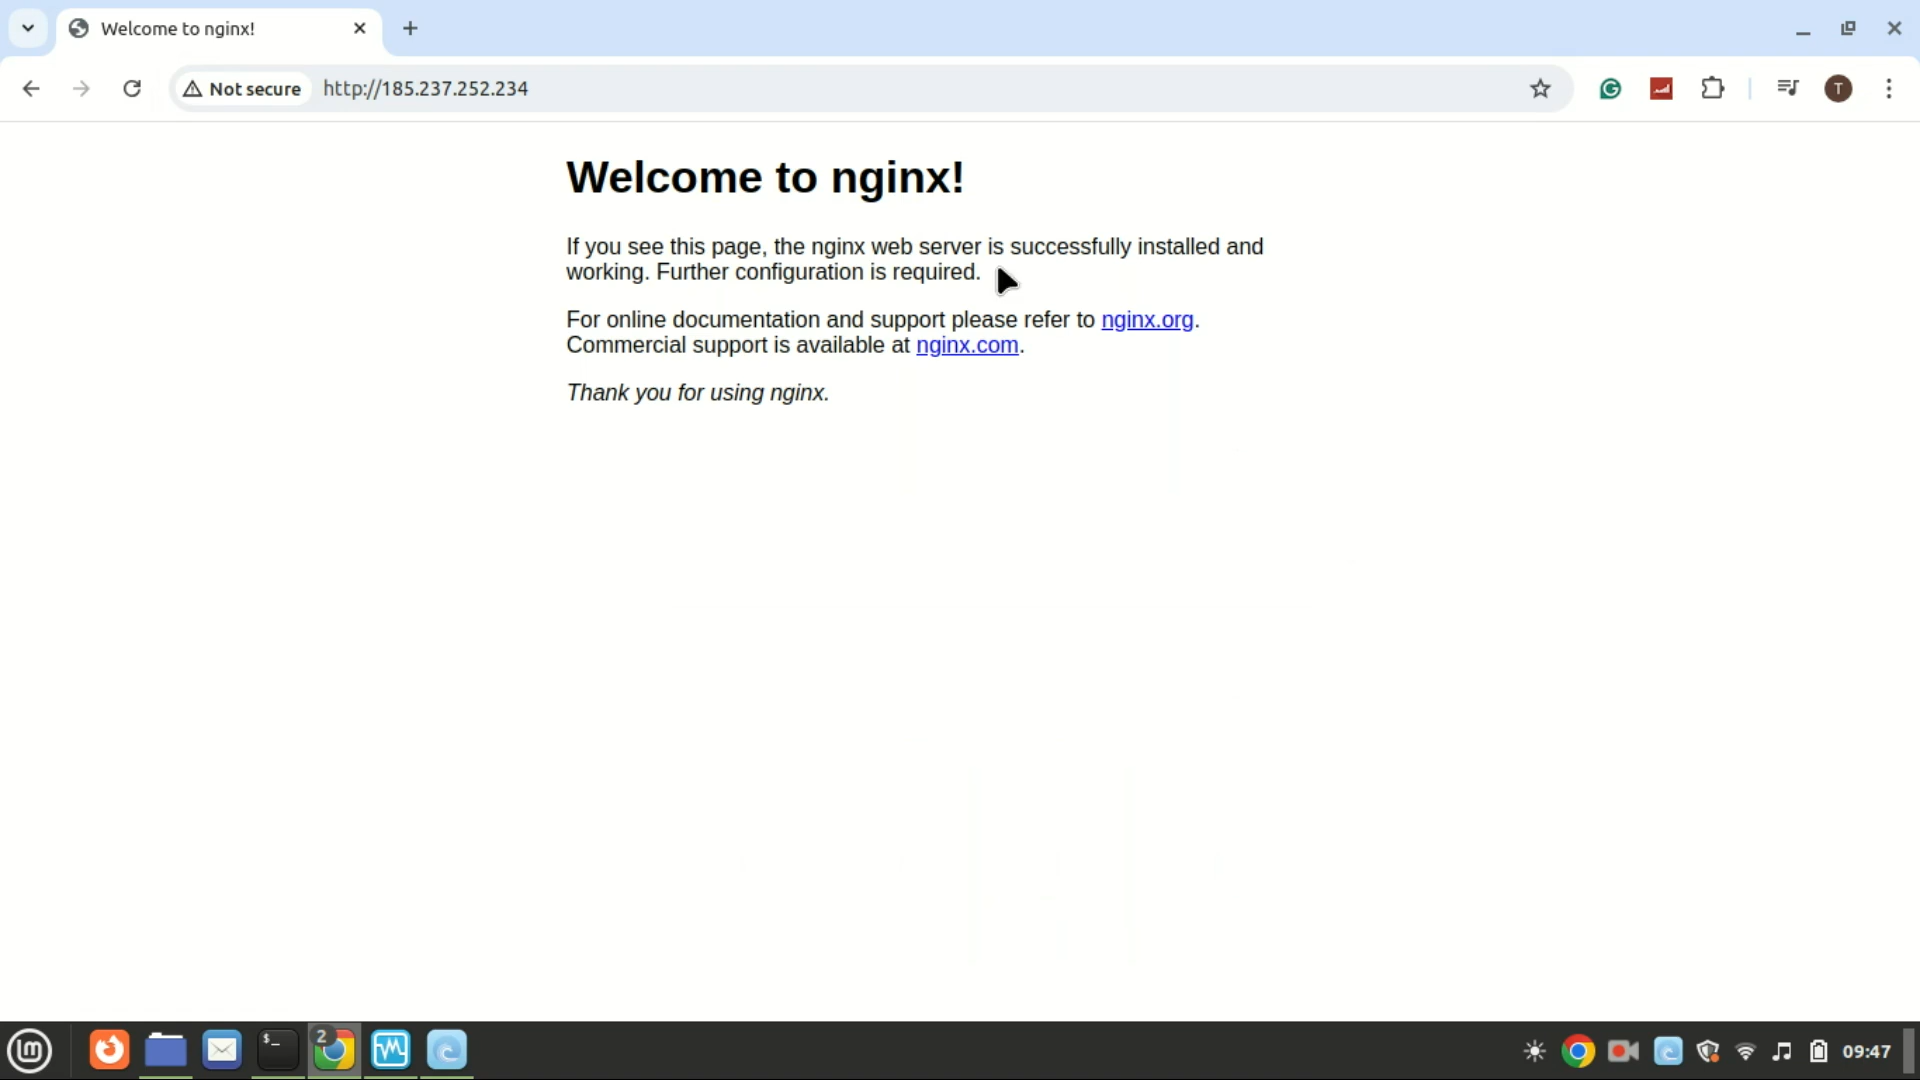 Welcome to nginx!
Not secure
http://185.237.252.234
T
Welcome to nginx!
If you see this page, the nginx web server is successfully installed and
working. Further configuration is required.
For online documentation and support please refer to nginx.org.
Commercial support is available at nginx.com.
Thank you for using nginx.
$_
2
09:47